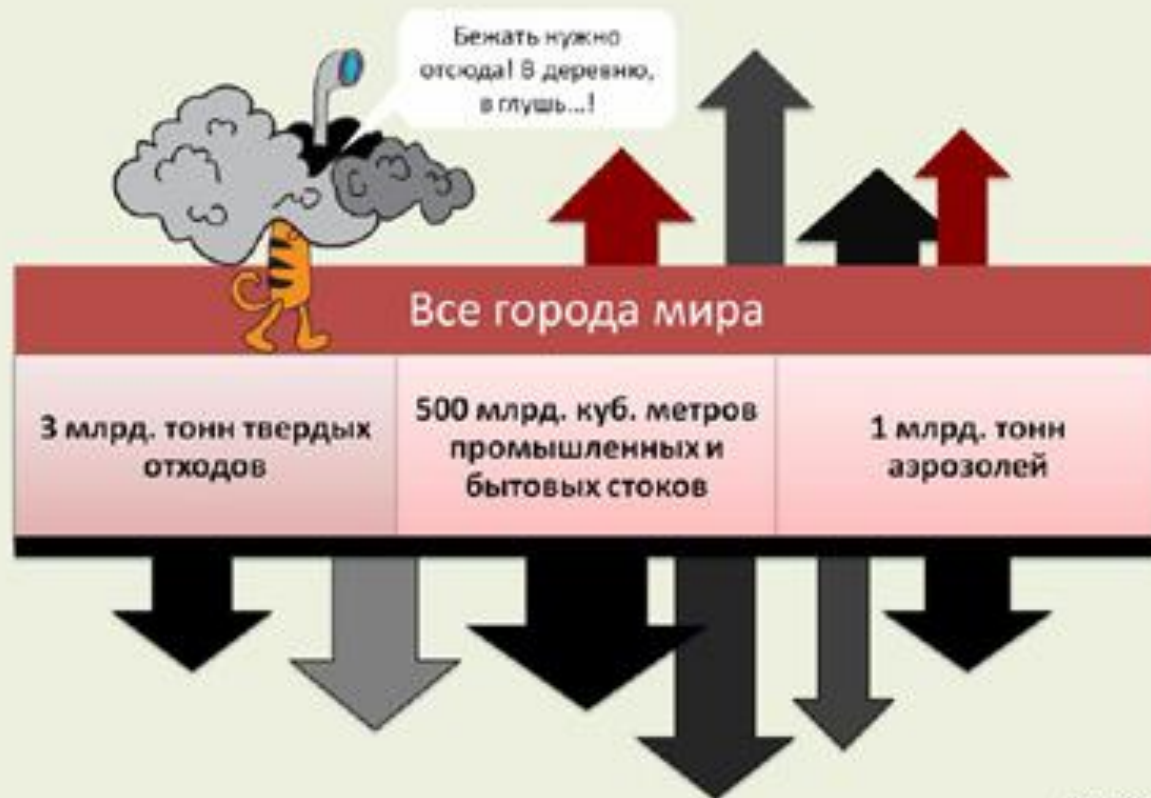 Бежать нужно
отсюда! В деревню,
в глушь...!
Все города мира
3 млрд. тонн твердых
отходов
500 млрд. куб. метров
промышленных и
бытовых стоков
1 млрд. тонн
аэрозолей